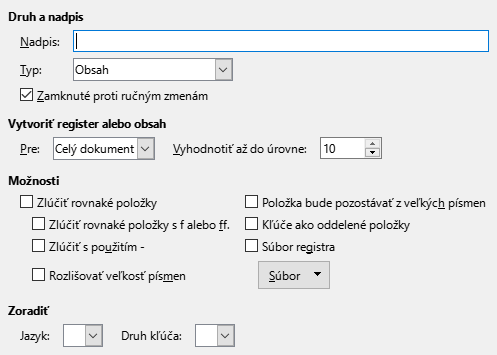 Druh a nadpis
Nadpis:
Typ: Obsah
Zamknuté proti ručným zmenám
Vytvoriť register alebo obsah
Pre: Celý dokument Vyhodnotiť až do úrovne: 10
Možnosti
Zlúčiť rovnaké položky Položka bude pozostávať z veľkých písmen
Zlúčiť rovnaké položky s f alebo ff. Kľúče ako oddelené položky
Zlúčiť s použitím - Súbor registra
Rozlišovať veľkosť písmen Súbor
Zoradiť
Jazyk: Druh kľúča: